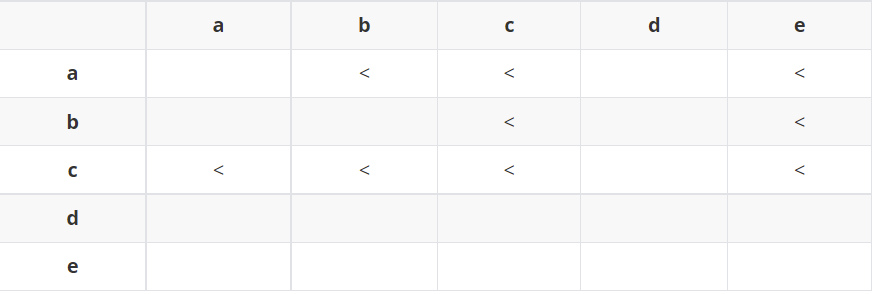 a b c d e
a < < <
b < <
c < < < <
d
e